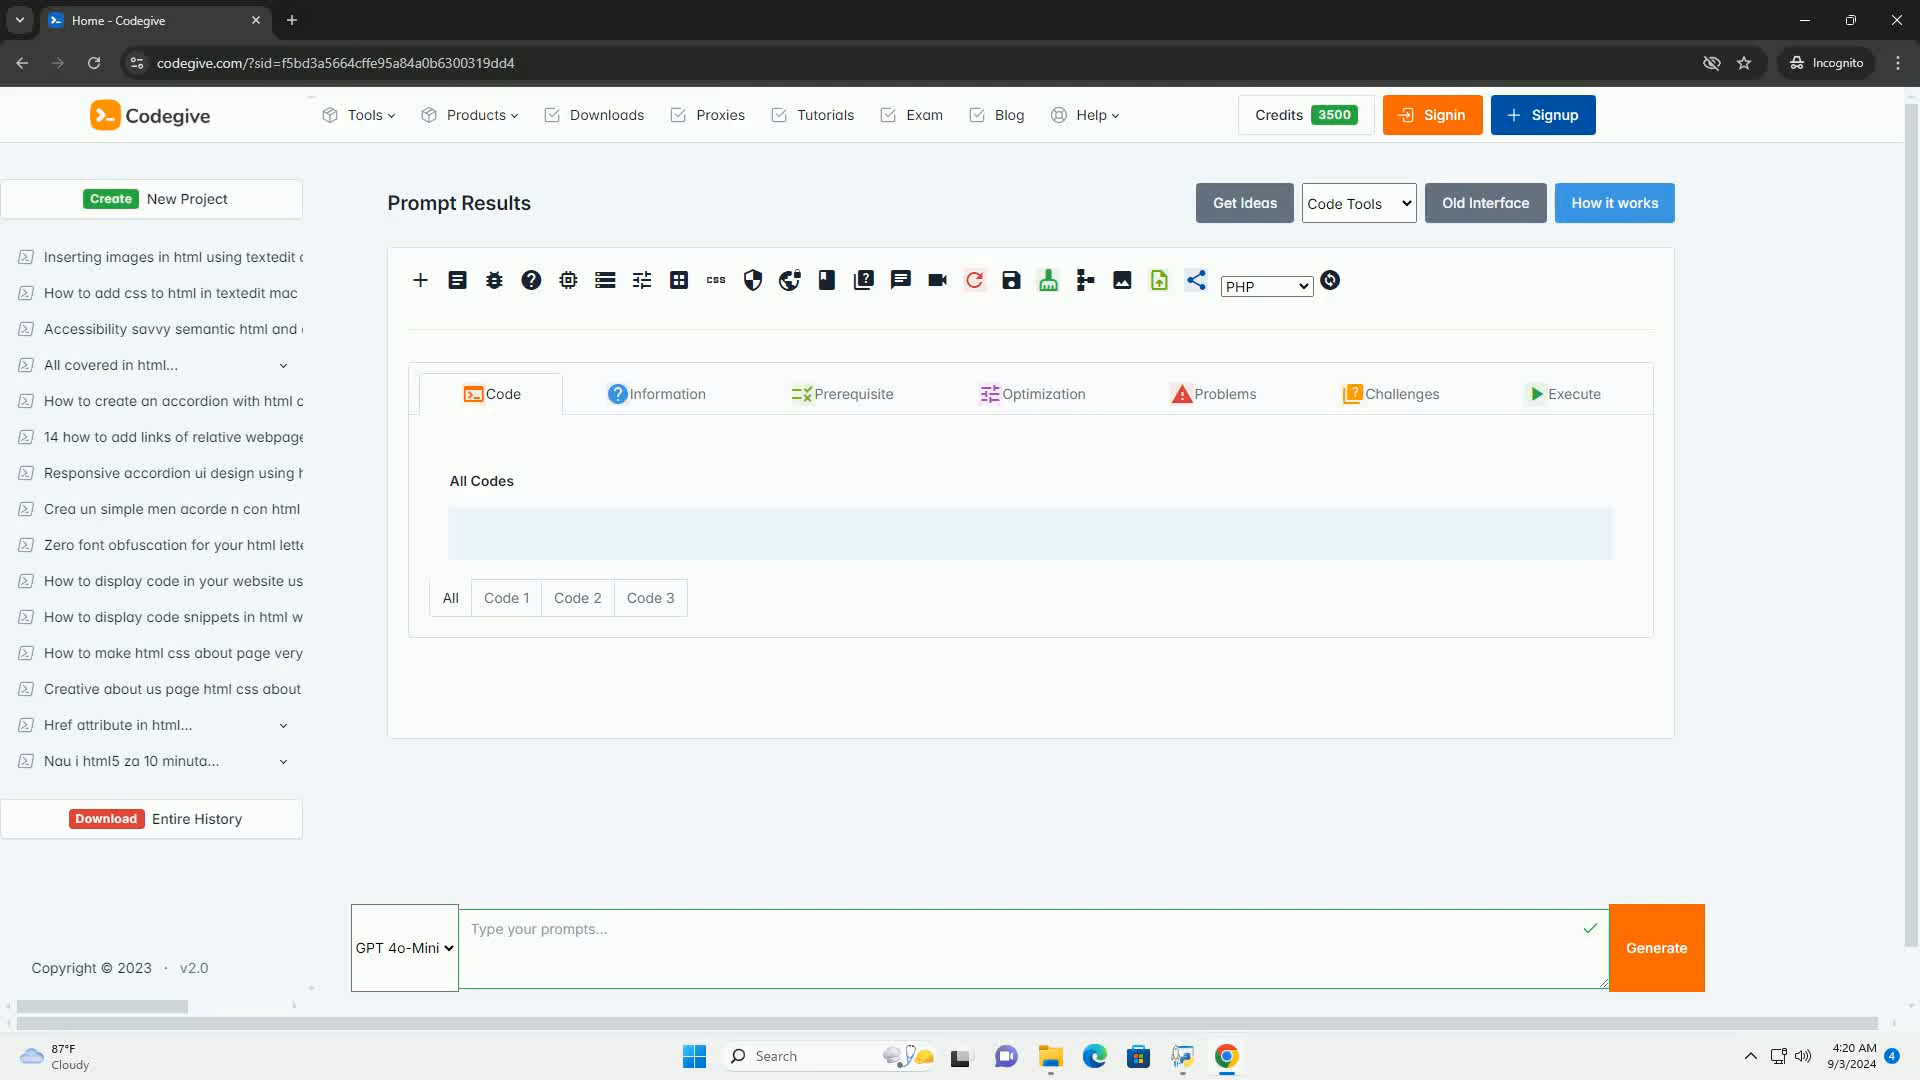 Home - Codegive
codegive.com/?sid=f5bd3a5664cffe95a84a0b6300319dd4
Incognito
Codegive
Tools
Products
Downloads
Proxies
Tutorials
Exam
Blog
Help
Credits 3500
Signin
Signup
Create New Project
Inserting images in html using textedit
How to add css to html in textedit mac
Accessibility savvy semantic html and
All covered in html...
How to create an accordion with html
14 how to add links of relative webpage
Responsive accordion ui design using
Crea un simple men acorde n con html
Zero font obfuscation for your html lette
How to display code in your website us
How to display code snippets in html w
How to make html css about page very
Creative about us page html css about
Href attribute in html...
Nau i html5 za 10 minuta...
Download Entire History
Copyright © 2023 · v2.0
Prompt Results
Get Ideas
Code Tools
Old Interface
How it works
css
PHP
Code
Information
Prerequisite
Optimization
Problems
Challenges
Execute
All Codes
All
Code 1
Code 2
Code 3
GPT 4o-Mini
Type your prompts...
Generate
87°F
Cloudy
Search
4:20 AM
9/3/2024
4